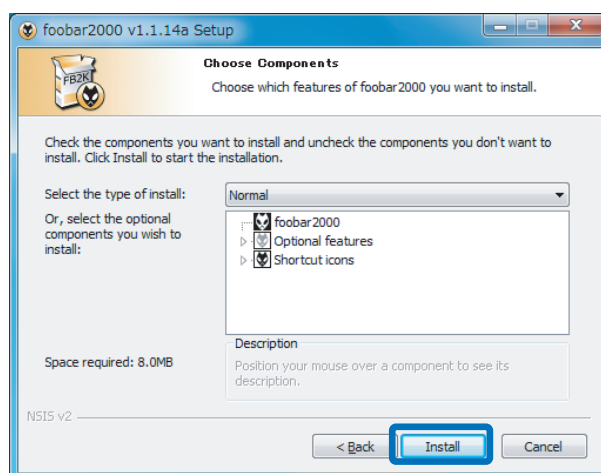 foobar2000 v1.1.14a Setup
FB2K
Choose Components
Choose which features of foobar2000 you want to install.
Check the components you want to install and uncheck the components you don't want to
install. Click Install to start the installation.
Select the type of install:
Normal
Or, select the optional
components you wish to
install:
foobar2000
Optional features
Shortcut icons
Space required: 8.0MB
Description
Position your mouse over a component to see its
description.
NSIS v2
< Back
Install
Cancel